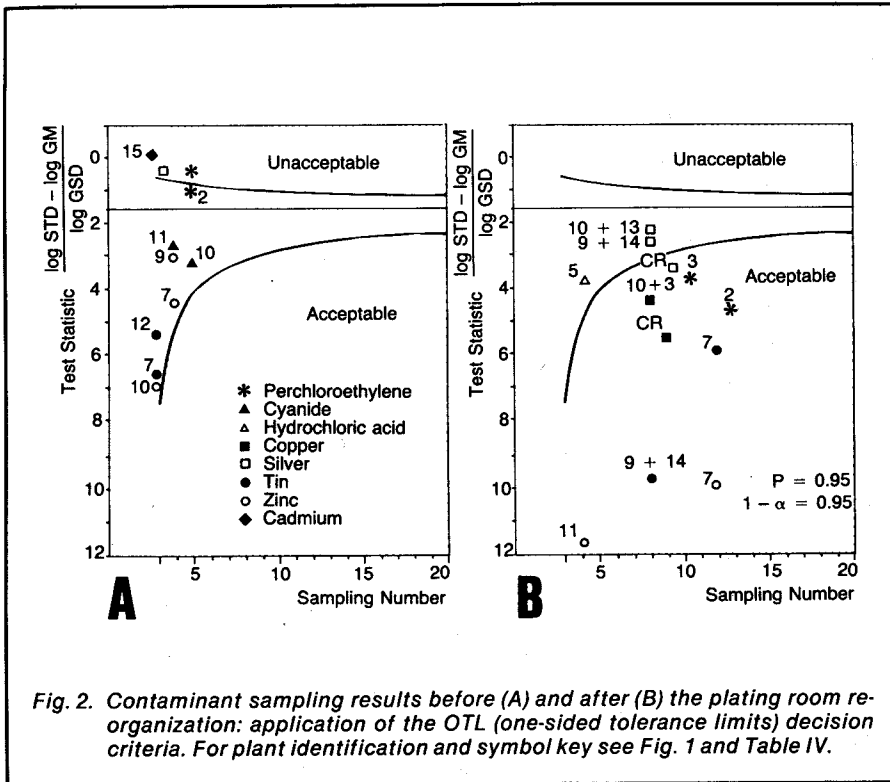 log STD - log GM
log GSD
Test Statistic
0
2
4
6
8
10
12
15
Unacceptable
2
11
10
9
7
12
7
10
Acceptable
✱ Perchloroethylene
▲ Cyanide
△ Hydrochloric acid
■ Copper
□ Silver
● Tin
○ Zinc
◆ Cadmium
5
10
15
20
Sampling Number
A
log STD - log GM
log GSD
Test Statistic
0
2
4
6
8
10
12
Unacceptable
10 + 13
9 + 14
CR
3
5
10 + 3
2
CR
7
Acceptable
9 + 14
7
P = 0.95
1 - α = 0.95
11
5
10
15
20
Sampling Number
B
Fig. 2. Contaminant sampling results before (A) and after (B) the plating room re-
organization: application of the OTL (one-sided tolerance limits) decision
criteria. For plant identification and symbol key see Fig. 1 and Table IV.